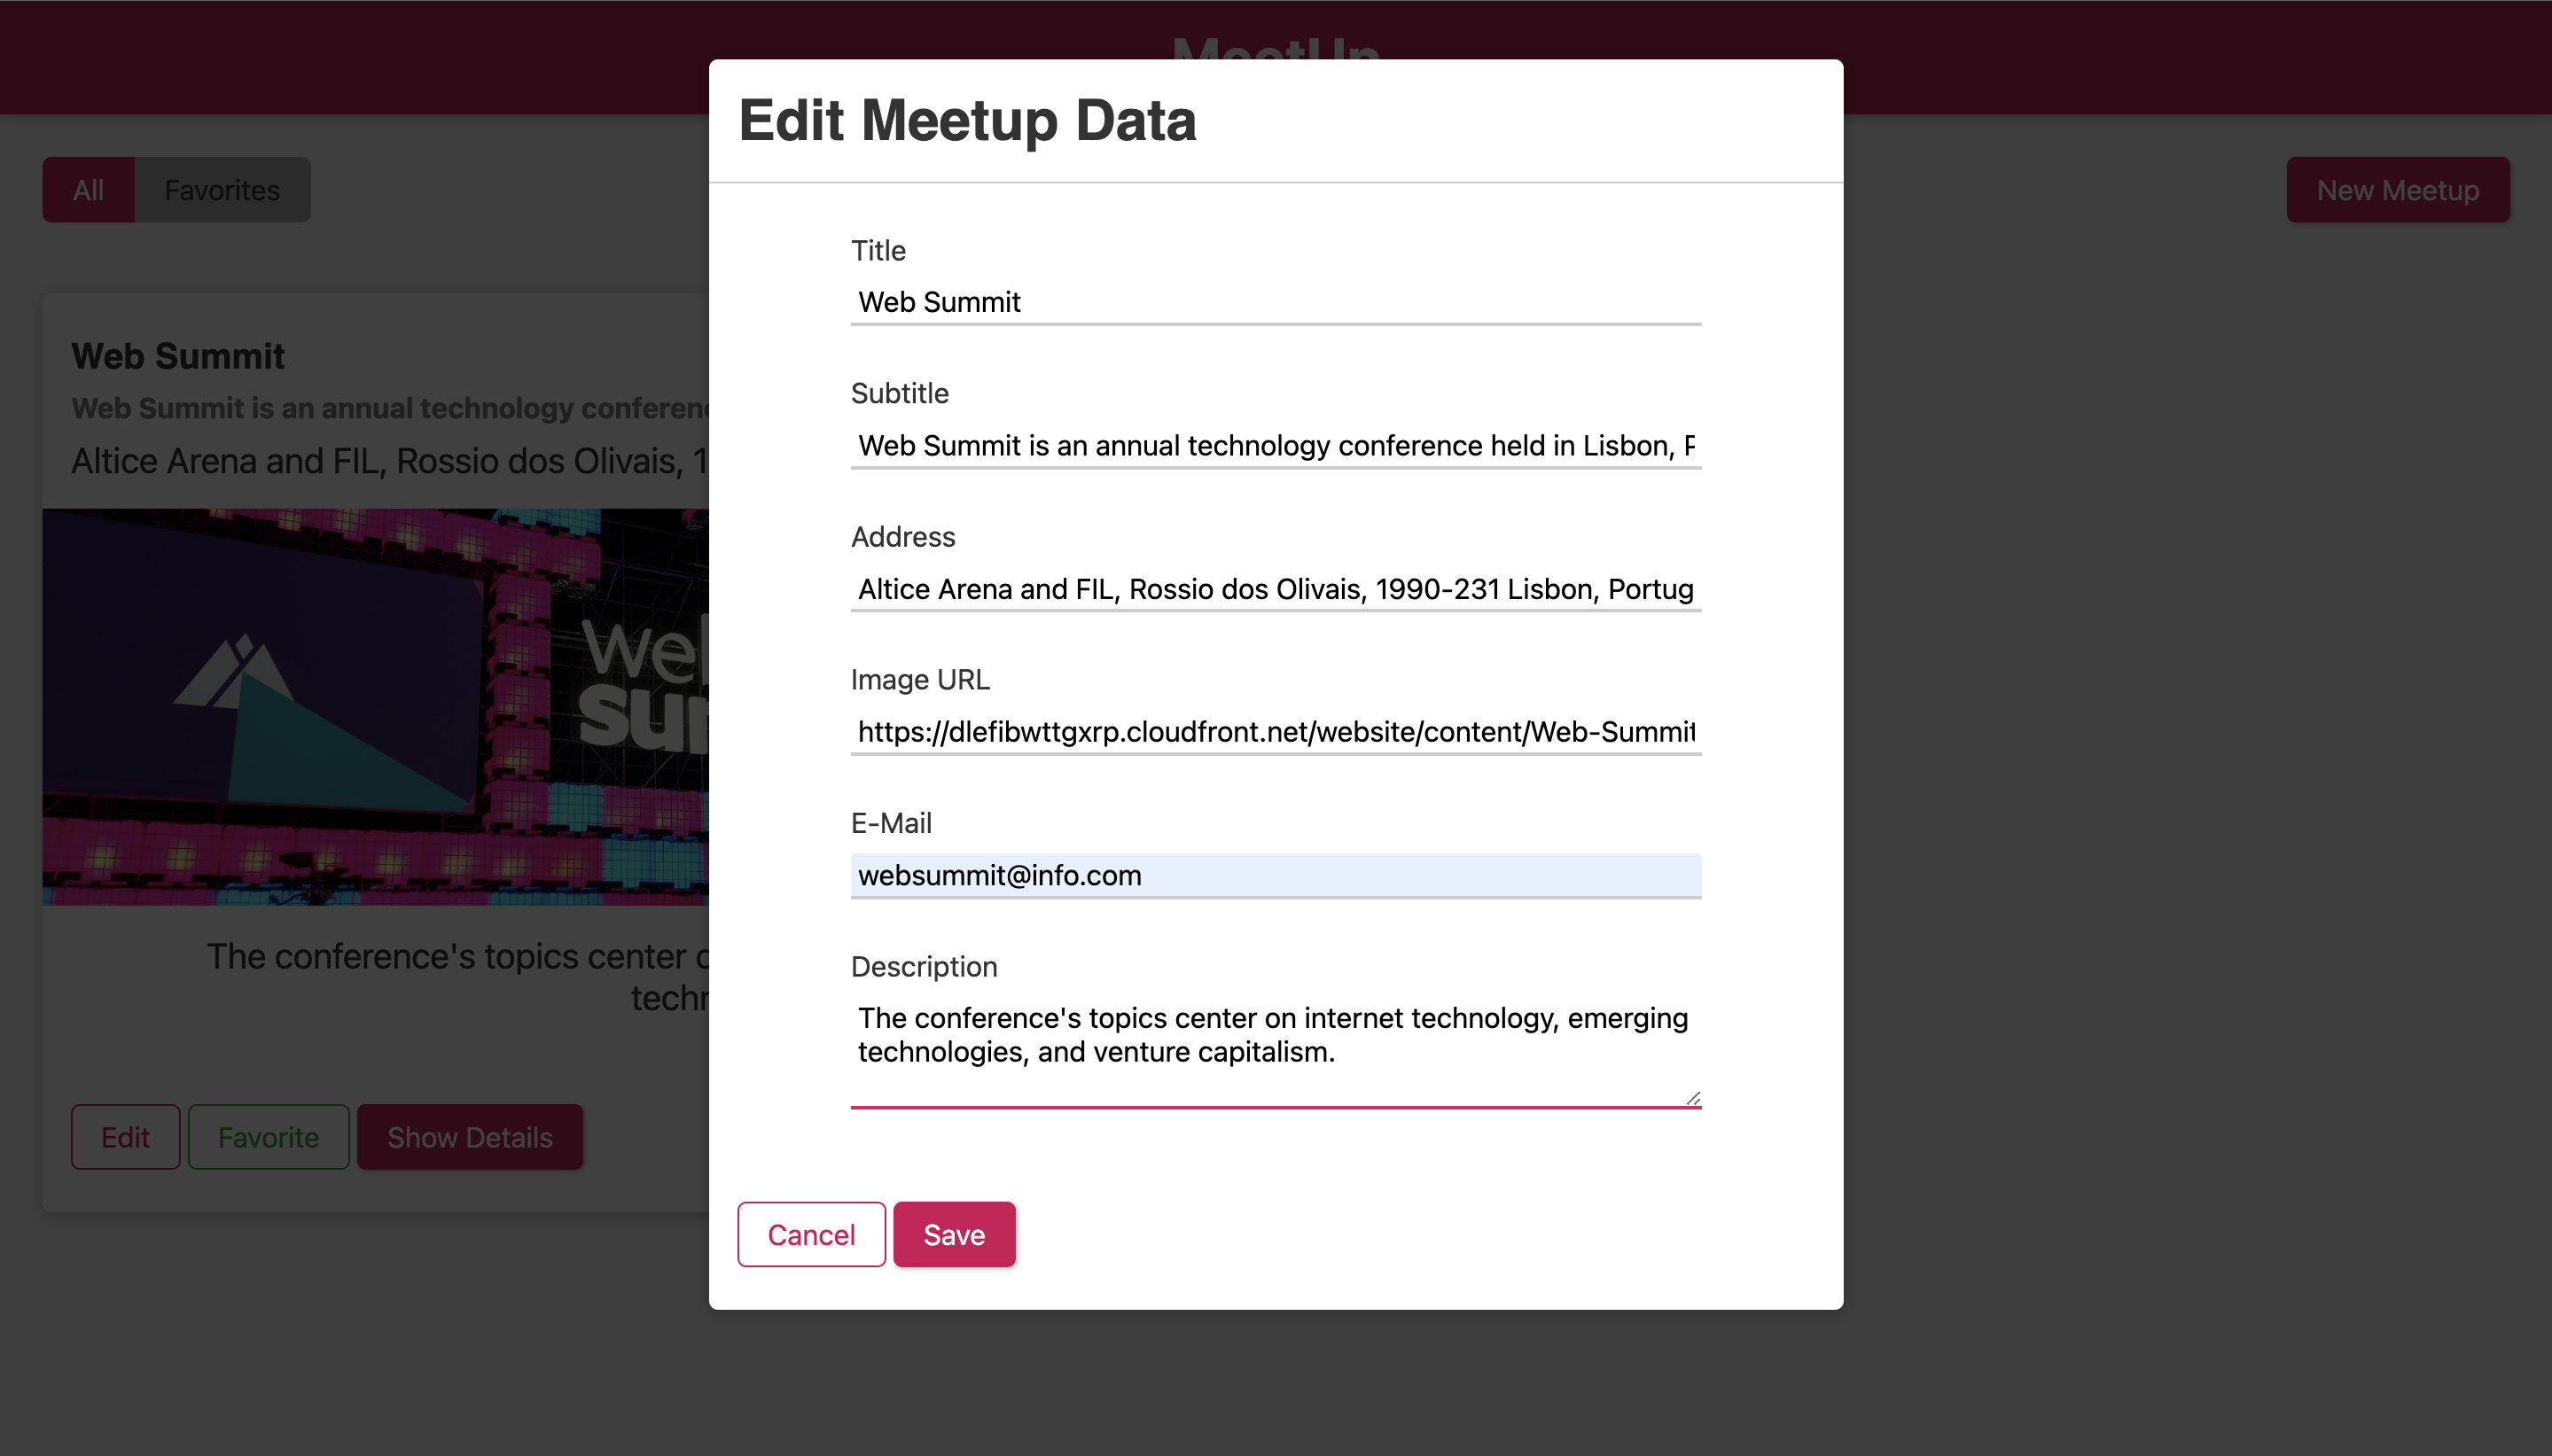 MeetUp
Edit Meetup Data
All
Favorites
New Meetup
Title
Web Summit
Subtitle
Web Summit is an annual technology conference held in Lisbon,
Address
Altice Arena and FIL, Rossio dos Olivais, 1990-231 Lisbon, Portug
Image URL
https://dlefibwttgxrp.cloudfront.net/website/content/Web-Summit
E-Mail
websummit@info.com
Description
The conference's topics center on internet technology, emerging
technologies, and venture capitalism.
Cancel
Save
Web Summit
Web Summit is an annual technology conferen
Altice Arena and FIL, Rossio dos Olivais, 1
web
sum
The conference's topics center
techn
Edit
Favorite
Show Details